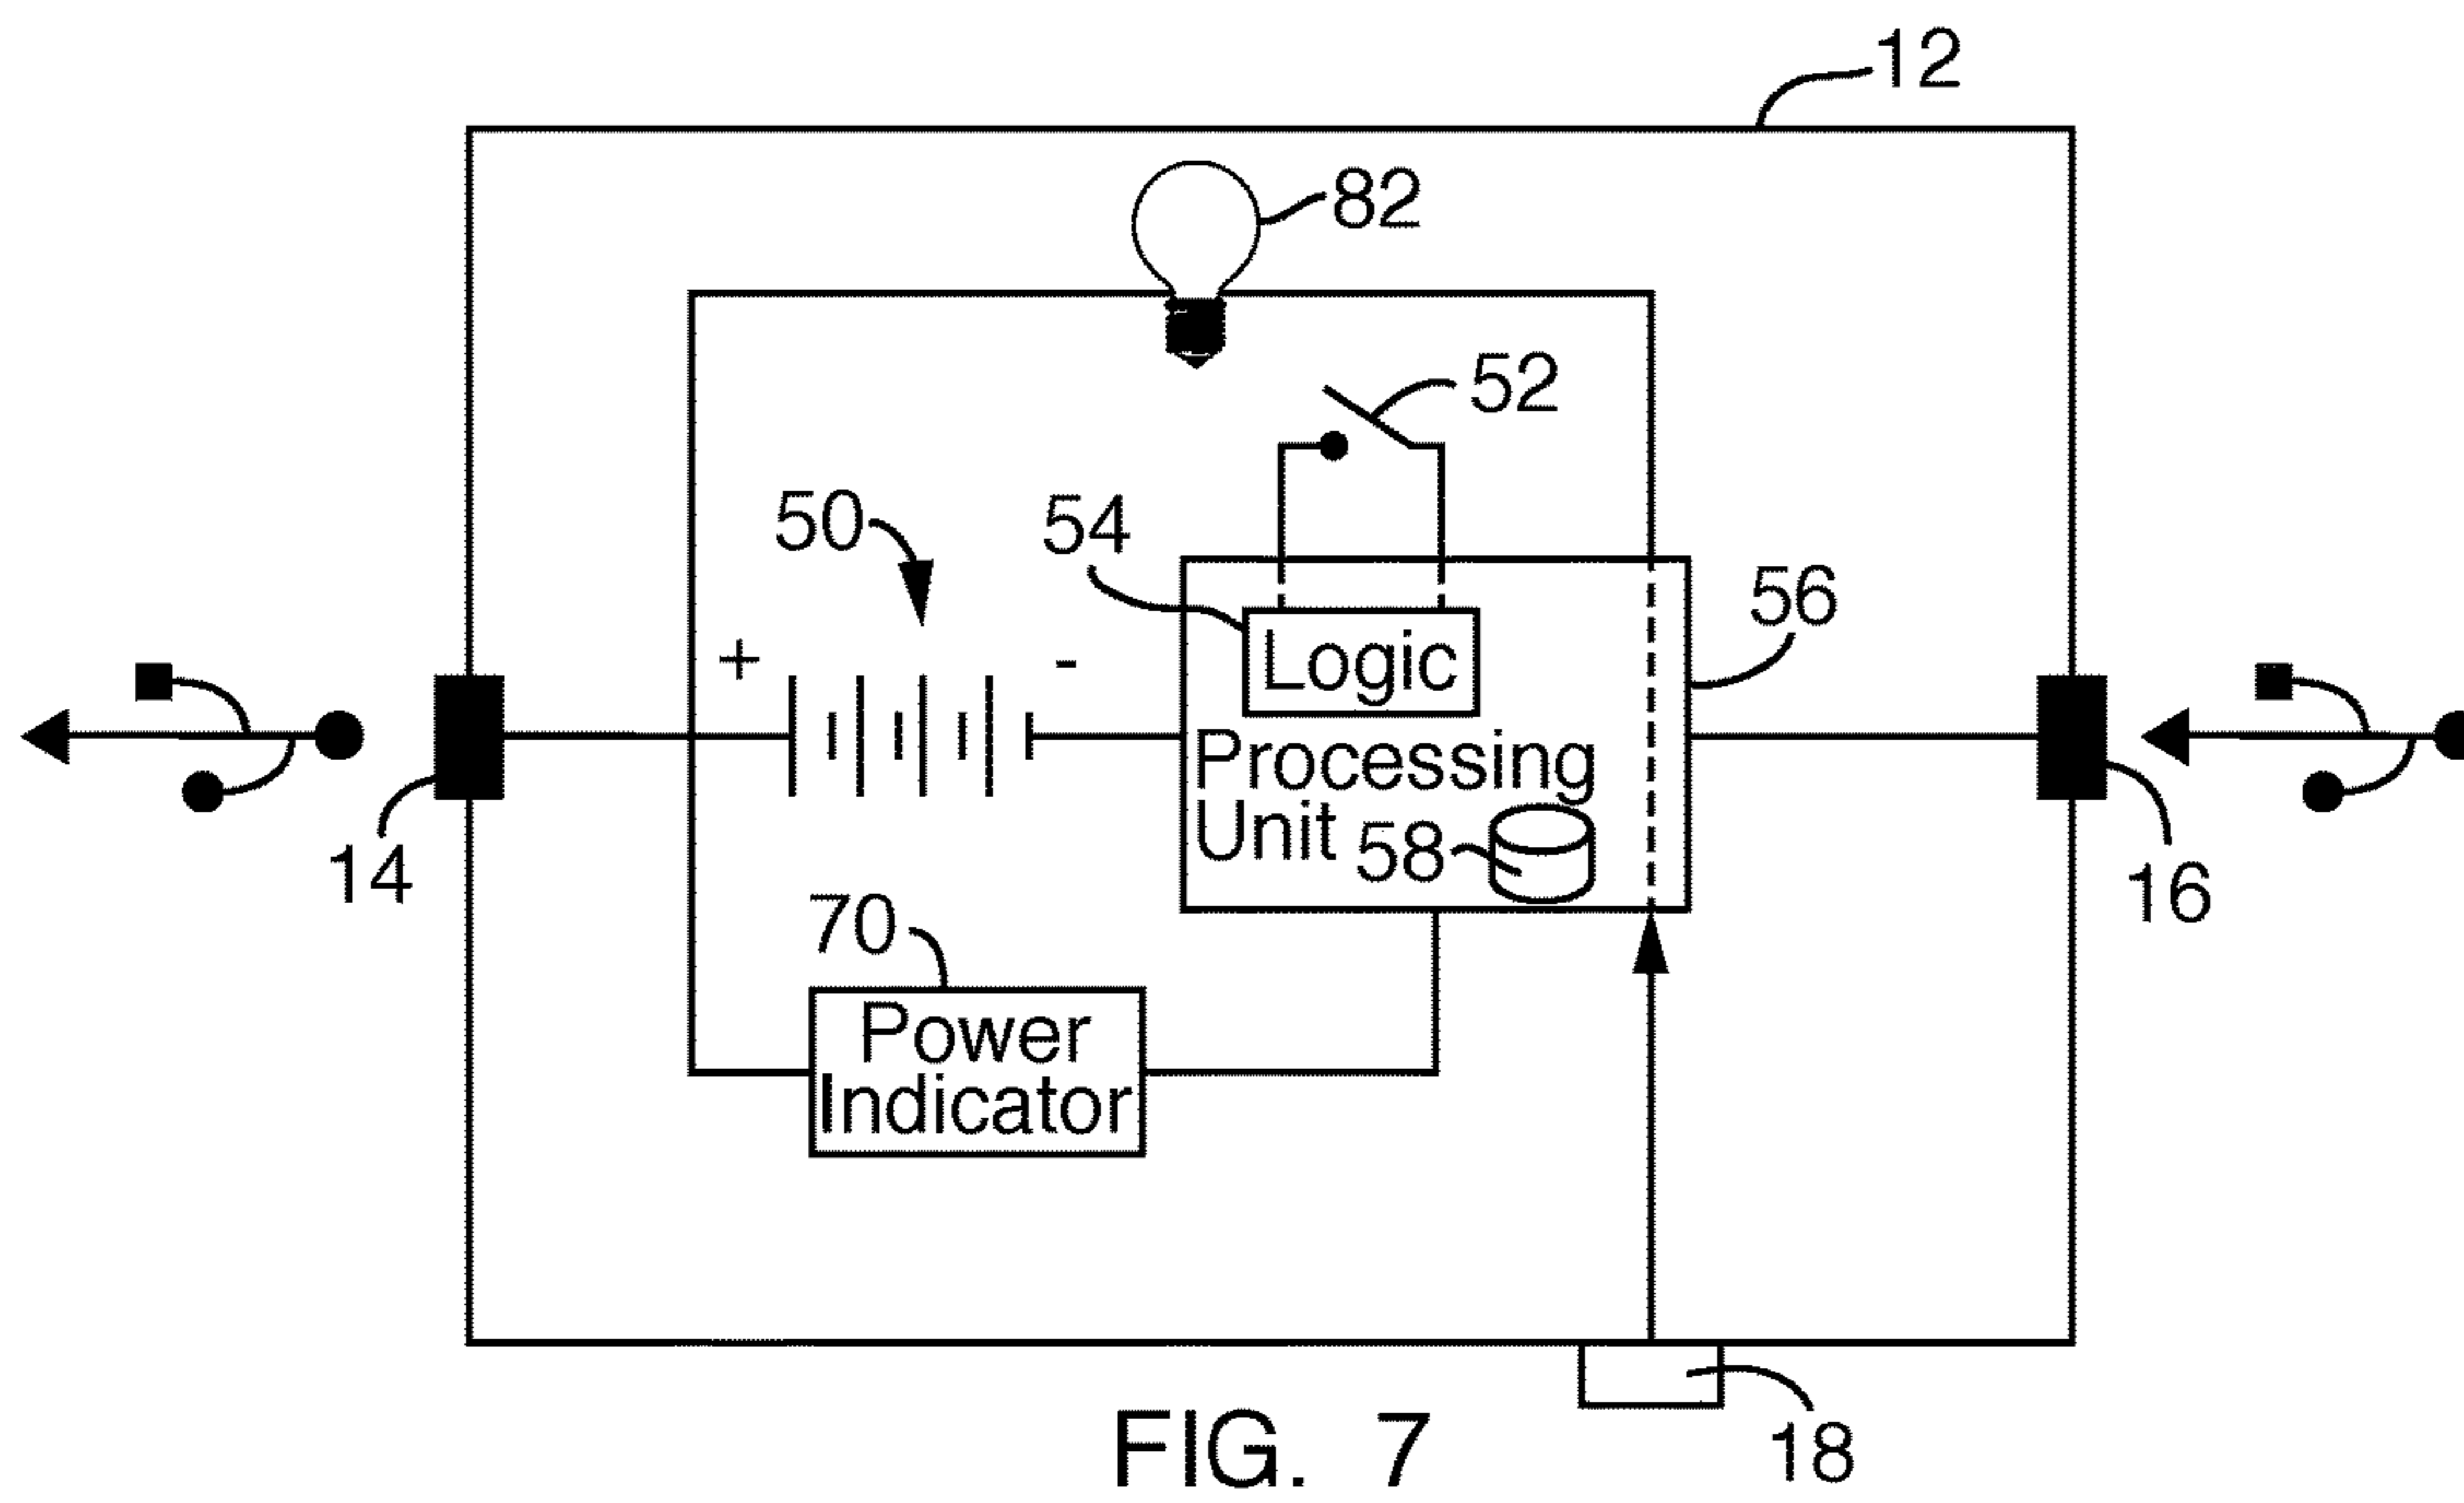 12
82
52
50
54
56
+
-
Logic
Processing
Unit
58
14
16
70
Power
Indicator
18
FIG. 7